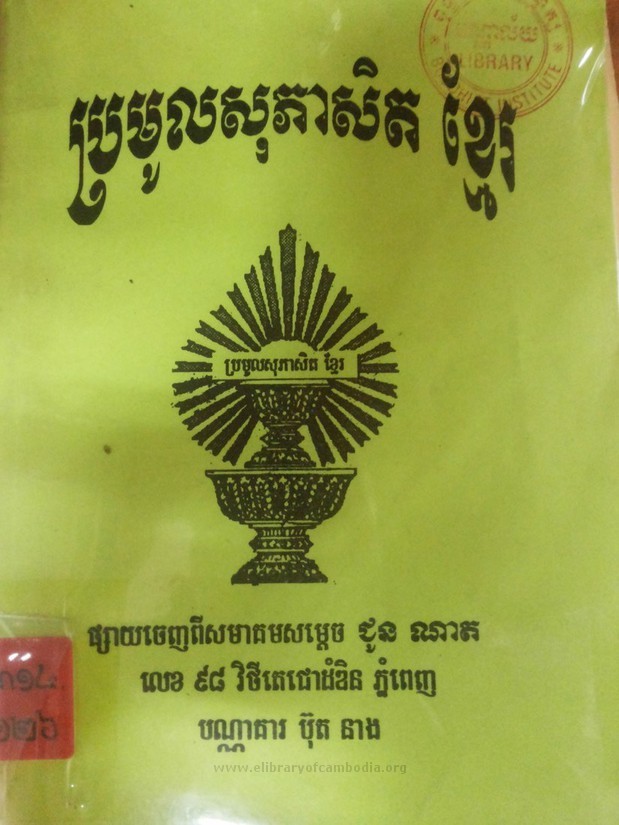 LIBRARY
INSTITUTE
ប្រមូលសុភាសិត ខ្មែរ
ប្រមូលសុភាសិត ខ្មែរ
ផ្សាយចេញពីសមាគមសម្ដេច ជួន ណាត
លេខ ៩៨ វិថីតេជោដំឌិន ភ្នំពេញ
បណ្ណាគារ ប៊ុត នាង
www.elibraryofcambodia.org